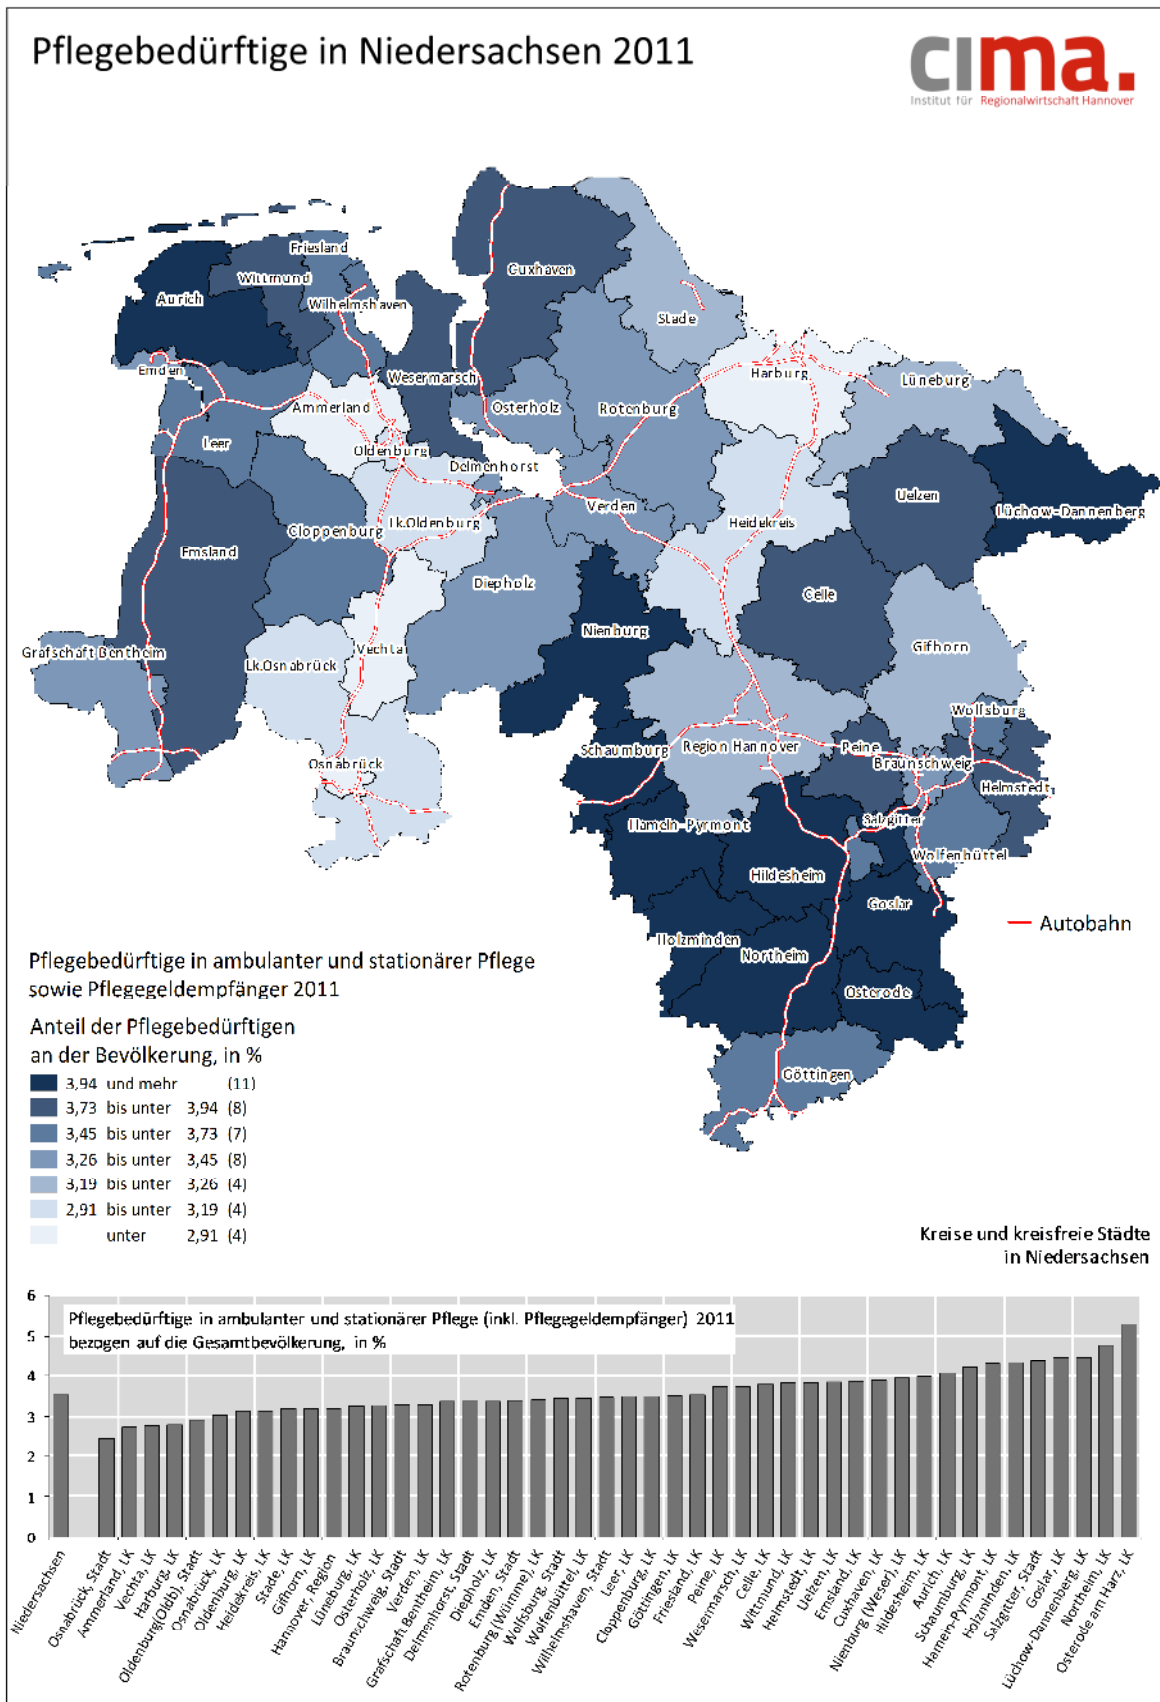 Pflegebedürftige in Niedersachsen 2011
cima.
Institut für Regionalwirtschaft Hannover
Friesland
Wittmund
Cuxhaven
Aurich
Wilhelmshaven
Stade
Emden
Wesermarsch
Harburg
Lüneburg
Ammerland
Osterholz
Rotenburg
Leer
Oldenburg
Delmenhorst
Uelzen
Verden
Lüchow-Dannenberg
Cloppenburg
Lk.Oldenburg
Heidekreis
Emsland
Diepholz
Celle
Nienburg
Grafschaft Bentheim
Lk.Osnabrück
Vechta
Gifhorn
Wolfsburg
Schaumburg
Region Hannover
Peine
Braunschweig
Osnabrück
Helmstedt
Hameln-Pyrmont
Salzgitter
Wolfenbüttel
Hildesheim
Goslar
Autobahn
Holzminden
Northeim
Osterode
Göttingen
Pflegebedürftige in ambulanter und stationärer Pflege
sowie Pflegegeldempfänger 2011
Anteil der Pflegebedürftigen
an der Bevölkerung, in %
3,94 und mehr (11)
3,73 bis unter 3,94 (8)
3,45 bis unter 3,73 (7)
3,26 bis unter 3,45 (8)
3,19 bis unter 3,26 (4)
2,91 bis unter 3,19 (4)
unter 2,91 (4)
Kreise und kreisfreie Städte
in Niedersachsen
Pflegebedürftige in ambulanter und stationärer Pflege (inkl. Pflegegeldempfänger) 2011
bezogen auf die Gesamtbevölkerung, in %
6
5
4
3
2
1
0
Niedersachsen
Osnabrück, Stadt
Ammerland, LK
Vechta, LK
Harburg, LK
Oldenburg(Oldb), Stadt
Osnabrück, LK
Oldenburg, LK
Heidekreis, LK
Stade, LK
Gifhorn, LK
Hannover, Region
Lüneburg, LK
Osterholz, LK
Braunschweig, Stadt
Verden, LK
Grafschaft Bentheim, LK
Delmenhorst, Stadt
Diepholz, LK
Emden, Stadt
Rotenburg (Wümme), LK
Wolfsburg, Stadt
Wolfenbüttel, LK
Wilhelmshaven, Stadt
Leer, LK
Cloppenburg, LK
Göttingen, LK
Friesland, LK
Peine, LK
Wesermarsch, LK
Celle, LK
Wittmund, LK
Helmstedt, LK
Uelzen, LK
Emsland, LK
Cuxhaven, LK
Nienburg (Weser), LK
Hildesheim, LK
Aurich, LK
Schaumburg, LK
Hameln-Pyrmont, LK
Holzminden, LK
Salzgitter, Stadt
Goslar, LK
Lüchow-Dannenberg, LK
Northeim, LK
Osterode am Harz, LK